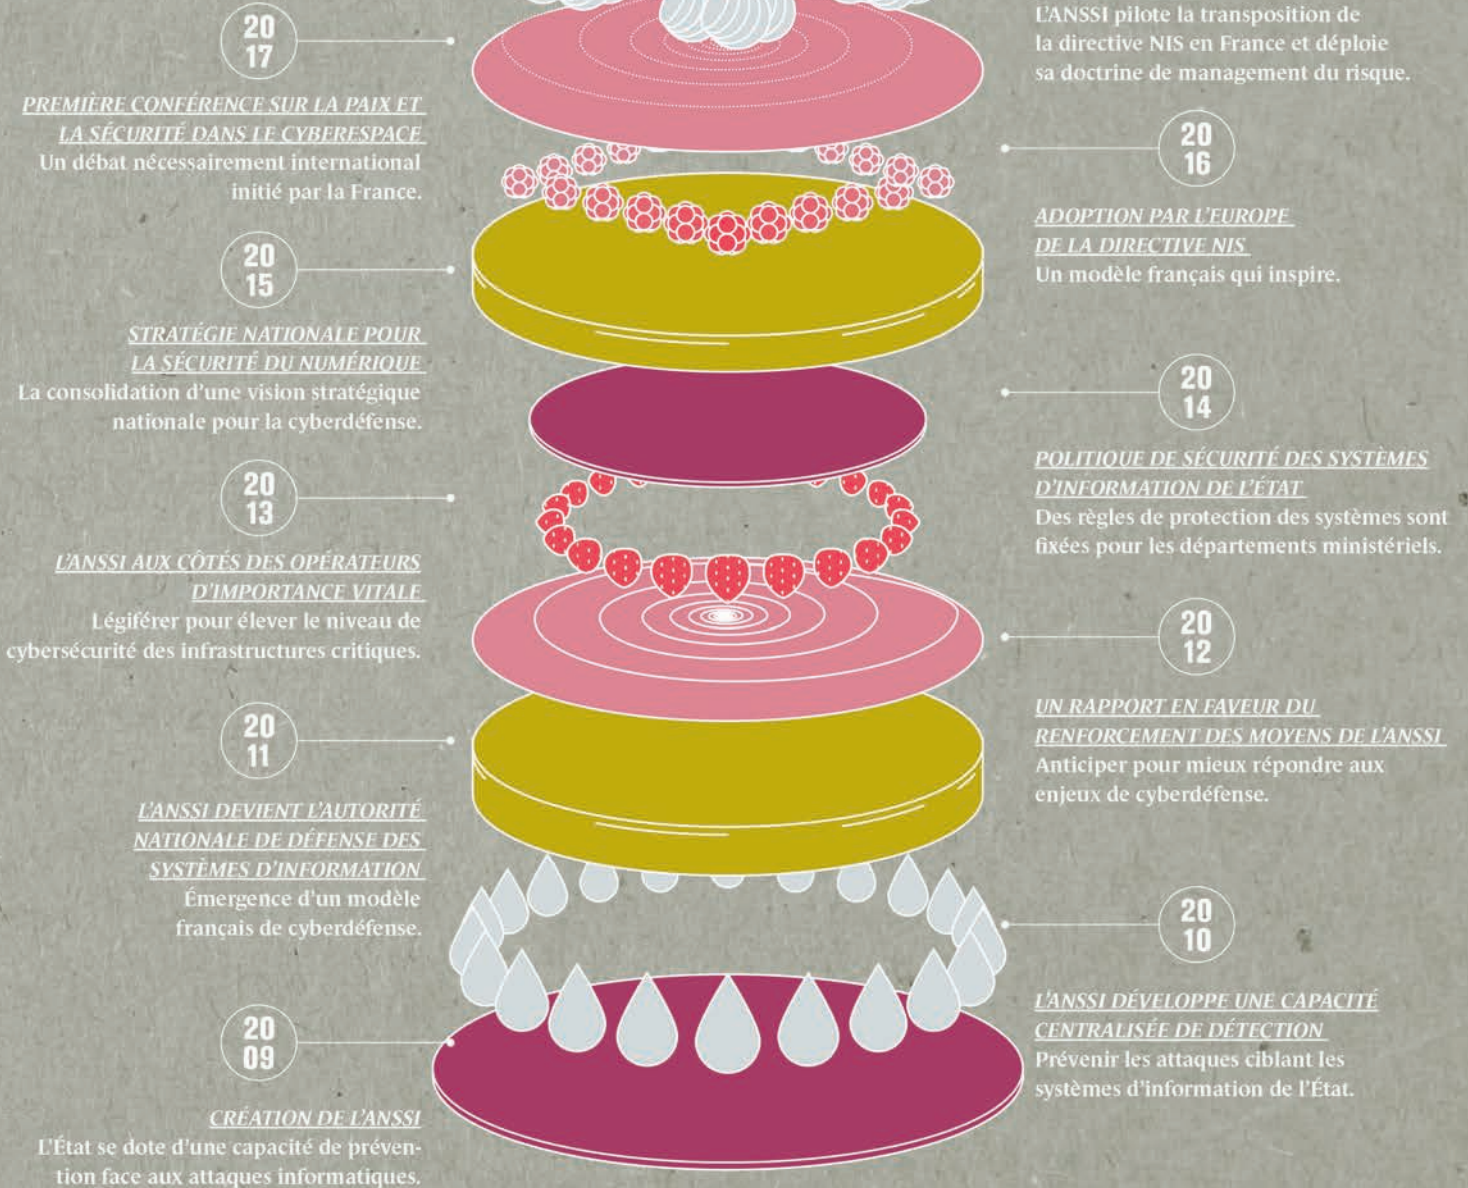 L'ANSSI pilote la transposition de
la directive NIS en France et déploie
sa doctrine de management du risque.
20
17
PREMIÈRE CONFÉRENCE SUR LA PAIX ET
LA SÉCURITÉ DANS LE CYBERESPACE
Un débat nécessairement international
initié par la France.
20
16
ADOPTION PAR L'EUROPE
DE LA DIRECTIVE NIS
Un modèle français qui inspire.
20
15
STRATÉGIE NATIONALE POUR
LA SÉCURITÉ DU NUMÉRIQUE
La consolidation d'une vision stratégique
nationale pour la cyberdéfense.
20
14
POLITIQUE DE SÉCURITÉ DES SYSTÈMES
D'INFORMATION DE L'ÉTAT
Des règles de protection des systèmes sont
fixées pour les départements ministériels.
20
13
L'ANSSI AUX CÔTÉS DES OPÉRATEURS
D'IMPORTANCE VITALE
Légiférer pour élever le niveau de
cybersécurité des infrastructures critiques.
20
12
UN RAPPORT EN FAVEUR DU
RENFORCEMENT DES MOYENS DE L'ANSSI
Anticiper pour mieux répondre aux
enjeux de cyberdéfense.
20
11
L'ANSSI DEVIENT L'AUTORITÉ
NATIONALE DE DÉFENSE DES
SYSTÈMES D'INFORMATION
Émergence d'un modèle
français de cyberdéfense.
20
10
L'ANSSI DÉVELOPPE UNE CAPACITÉ
CENTRALISÉE DE DÉTECTION
Prévenir les attaques ciblant les
systèmes d'information de l'État.
20
09
CRÉATION DE L'ANSSI
L'État se dote d'une capacité de préven-
tion face aux attaques informatiques.